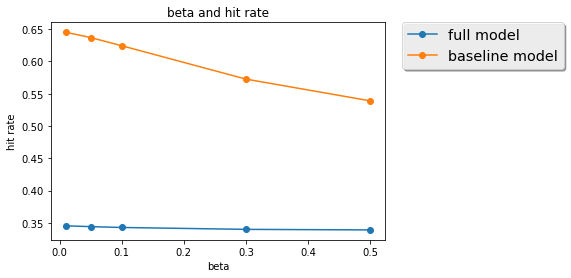 beta and hit rate
full model
baseline model
0.65
0.60
0.55
0.50
0.45
0.40
0.35
hit rate
0.0 0.1 0.2 0.3 0.4 0.5
beta